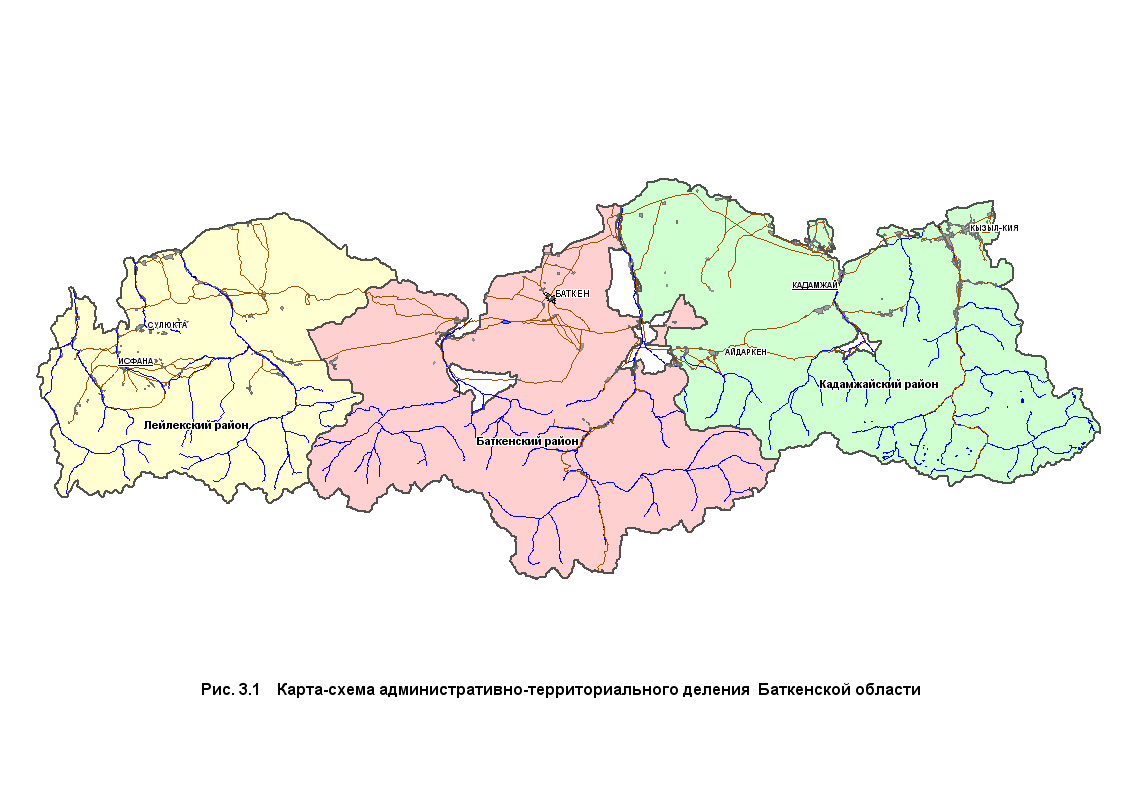 КЫЗЫЛ-КИЯ
КАДАМЖАЙ
БАТКЕН
СУЛЮКТА
АЙДАРКЕН
ИСФАНА
Кадамжайский район
Лейлекский район
Баткенский район
Рис. 3.1 Карта-схема административно-территориального деления Баткенской области